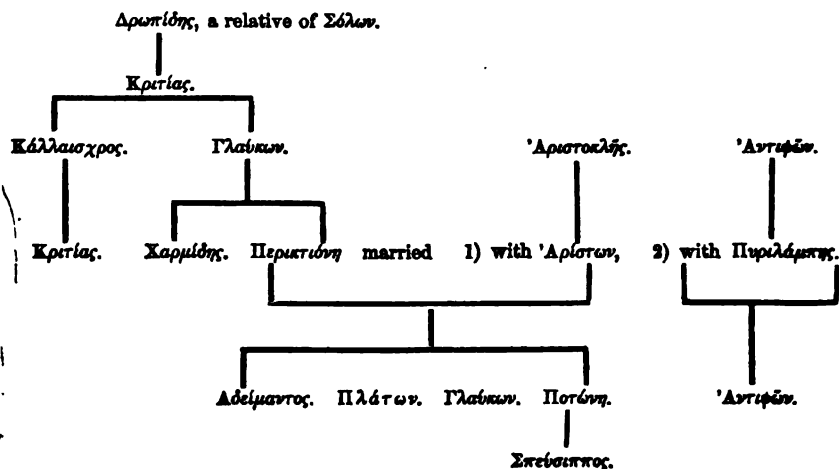 Δρωπίδης, a relative of Σόλων.
Κριτίας.
Κάλλαισχρος. Γλαύκων. Ἀριστοκλῆς. Ἀντιφῶν.
Κριτίας. Χαρμίδης. Περικτιόνη married 1) with Ἀρίστων, 2) with Πυριλάμπης.
Αδείμαντος. Πλάτων. Γλαύκων. Ποτώνη. Ἀντιφῶν.
Σπεύσιππος.